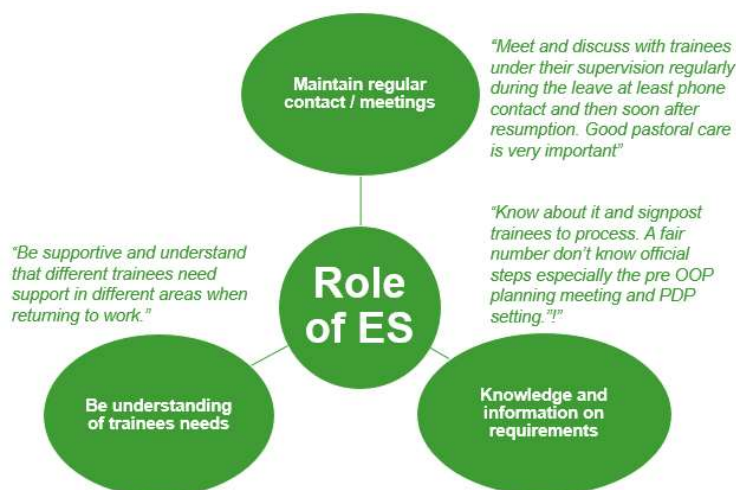 Maintain regular
contact / meetings
“Meet and discuss with trainees
under their supervision regularly
during the leave at least phone
contact and then soon after
resumption. Good pastoral care
is very important”
“Know about it and signpost
trainees to process. A fair
number don’t know official
steps especially the pre OOP
planning meeting and PDP
setting.”!”
“Be supportive and understand
that different trainees need
support in different areas when
returning to work.”
Role
of ES
Be understanding
of trainees needs
Knowledge and
information on
requirements